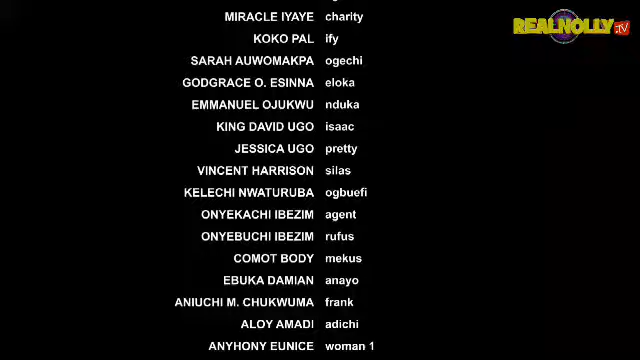 REALNOLLY.TV
MIRACLE IYAYE charity
KOKO PAL ify
SARAH AUWOMAKPA ogechi
GODGRACE O. ESINNA eloka
EMMANUEL OJUKWU nduka
KING DAVID UGO isaac
JESSICA UGO pretty
VINCENT HARRISON silas
KELECHI NWATURUBA ogbuefi
ONYEKACHI IBEZIM agent
ONYEBUCHI IBEZIM rufus
COMOT BODY mekus
EBUKA DAMIAN anayo
ANIUCHI M. CHUKWUMA frank
ALOY AMADI adichi
ANYHONY EUNICE woman 1